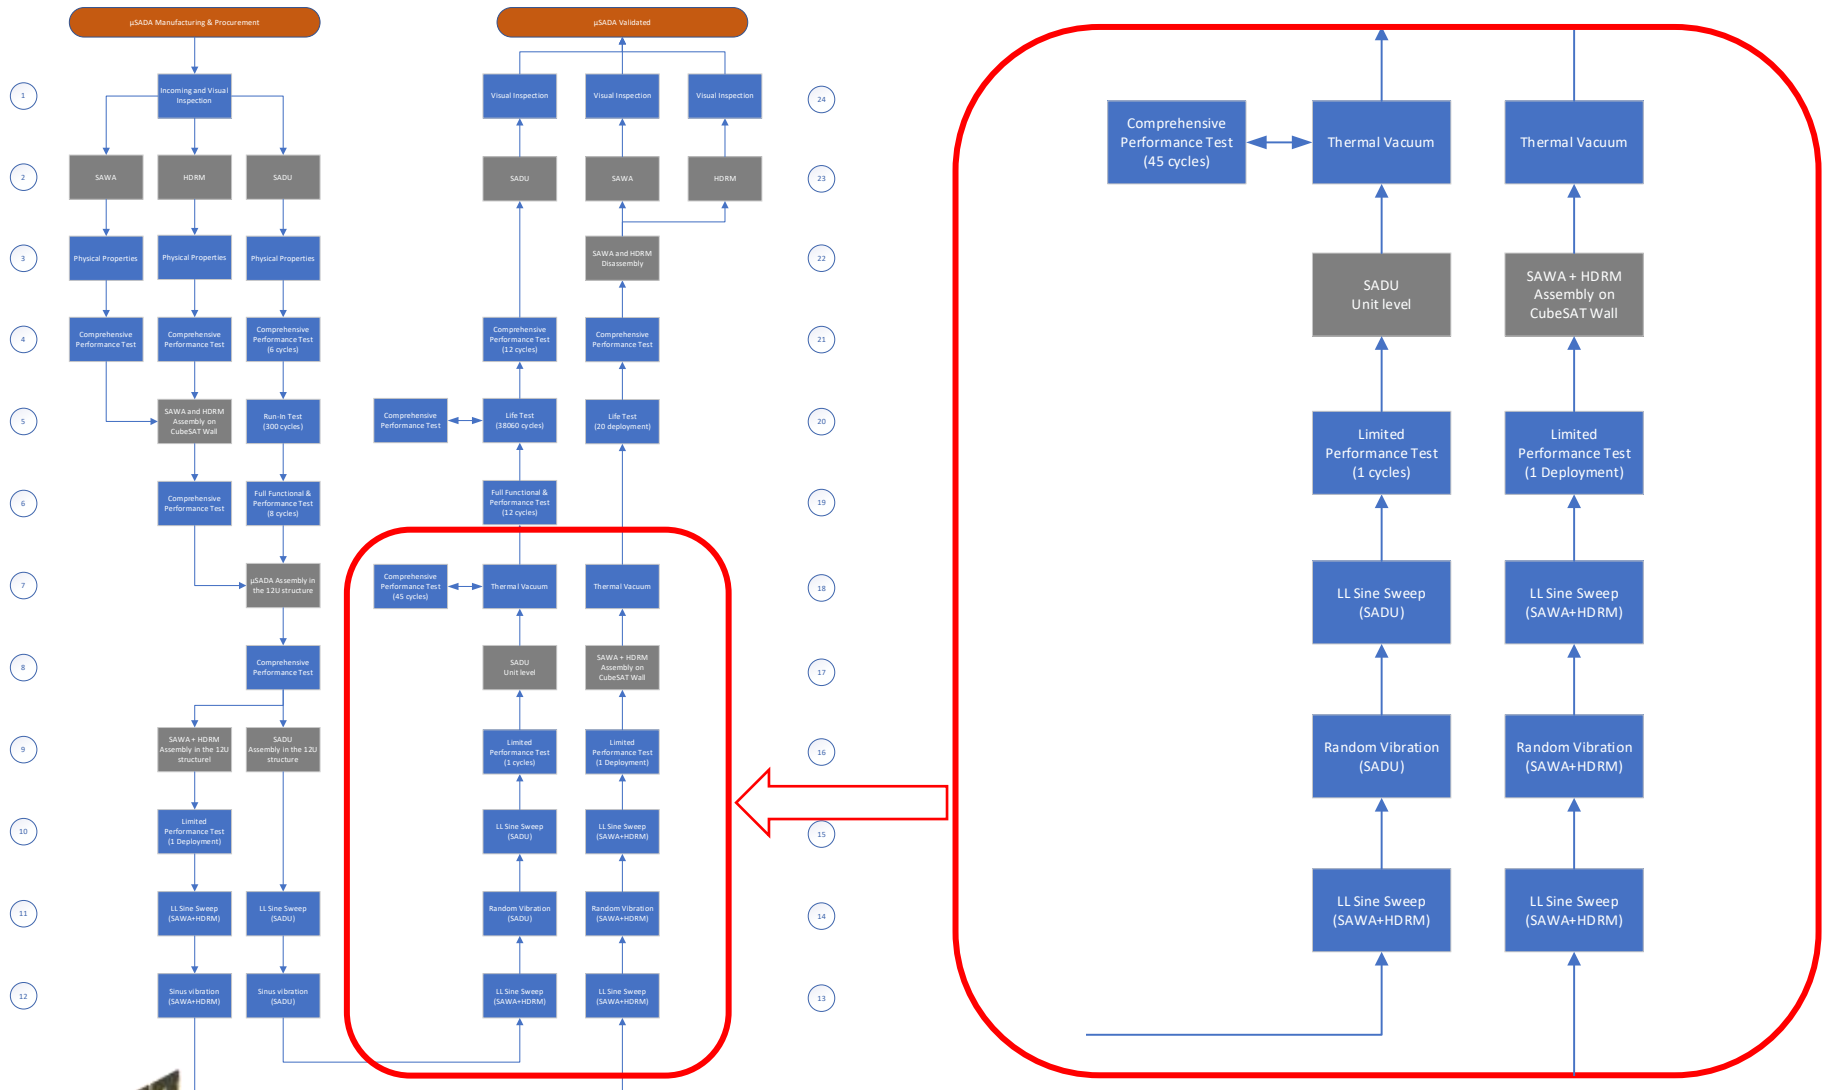 µSADA Manufacturing & Procurement
µSADA Validated
1
Incoming and Visual
Inspection
Visual Inspection
Visual Inspection
Visual Inspection
24
2
SAWA
HDRM
SADU
SADU
SAWA
HDRM
23
3
Physical Properties
Physical Properties
Physical Properties
SAWA and HDRM
Disassembly
22
4
Comprehensive
Performance Test
Comprehensive
Performance Test
Comprehensive
Performance Test
(6 cycles)
Comprehensive
Performance Test
(12 cycles)
Comprehensive
Performance Test
21
5
SAWA and HDRM
Assembly on
CubeSAT Wall
Run-In Test
(300 cycles)
Comprehensive
Performance Test
Life Test
(38060 cycles)
Life Test
(20 deployment)
20
6
Comprehensive
Performance Test
Full Functional &
Performance Test
(8 cycles)
Full Functional &
Performance Test
(12 cycles)
19
7
µSADA Assembly in
the 12U structure
Comprehensive
Performance Test
(45 cycles)
Thermal Vacuum
Thermal Vacuum
18
8
Comprehensive
Performance Test
SADU
Unit level
SAWA + HDRM
Assembly on
CubeSAT Wall
17
9
SAWA + HDRM
Assembly in the 12U
structurel
SADU
Assembly in the 12U
structure
Limited
Performance Test
(1 cycles)
Limited
Performance Test
(1 Deployment)
16
10
Limited
Performance Test
(1 Deployment)
LL Sine Sweep
(SADU)
LL Sine Sweep
(SAWA+HDRM)
15
11
LL Sine Sweep
(SAWA+HDRM)
LL Sine Sweep
(SADU)
Random Vibration
(SADU)
Random Vibration
(SAWA+HDRM)
14
12
Sinus vibration
(SAWA+HDRM)
Sinus vibration
(SADU)
LL Sine Sweep
(SAWA+HDRM)
LL Sine Sweep
(SAWA+HDRM)
13
Comprehensive
Performance Test
(45 cycles)
Thermal Vacuum
Thermal Vacuum
SADU
Unit level
SAWA + HDRM
Assembly on
CubeSAT Wall
Limited
Performance Test
(1 cycles)
Limited
Performance Test
(1 Deployment)
LL Sine Sweep
(SADU)
LL Sine Sweep
(SAWA+HDRM)
Random Vibration
(SADU)
Random Vibration
(SAWA+HDRM)
LL Sine Sweep
(SAWA+HDRM)
LL Sine Sweep
(SAWA+HDRM)